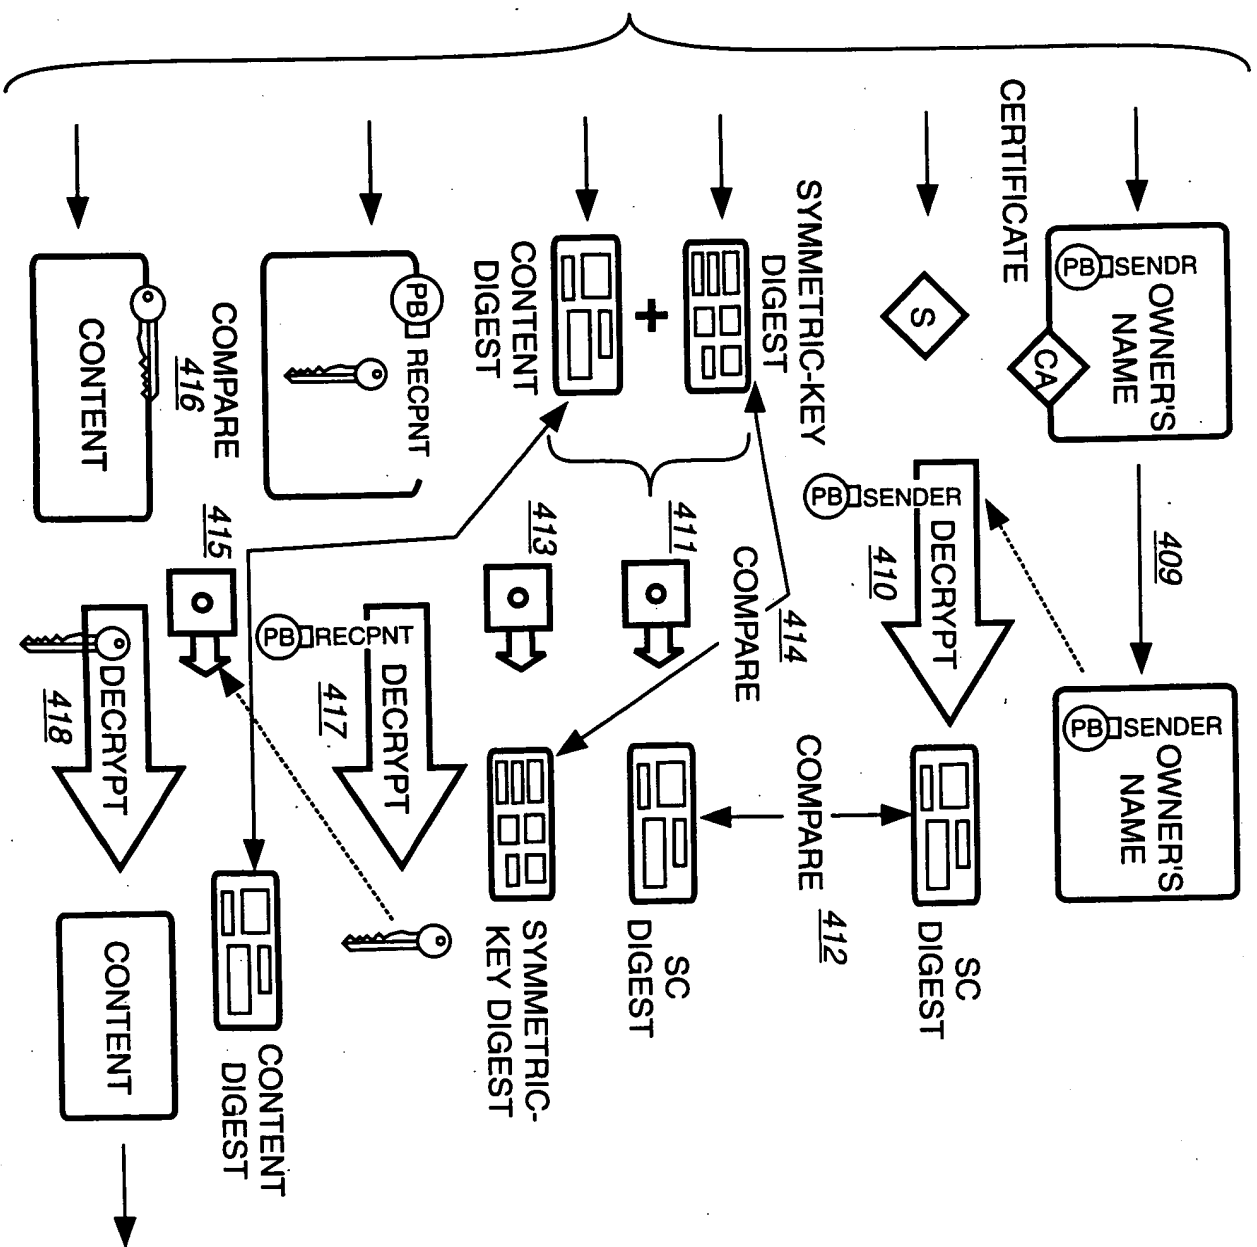 CERTIFICATE
PB SENDR
OWNER'S
NAME
CA
409
PB SENDER
OWNER'S
NAME
S
PB SENDER
DECRYPT
410
SC
DIGEST
COMPARE
412
SYMMETRIC-KEY
DIGEST
+
CONTENT
DIGEST
411
SC
DIGEST
COMPARE
414
413
SYMMETRIC-
KEY DIGEST
PB RECPNT
PB RECPNT
DECRYPT
417
COMPARE
416
415
CONTENT
DIGEST
CONTENT
DECRYPT
418
CONTENT